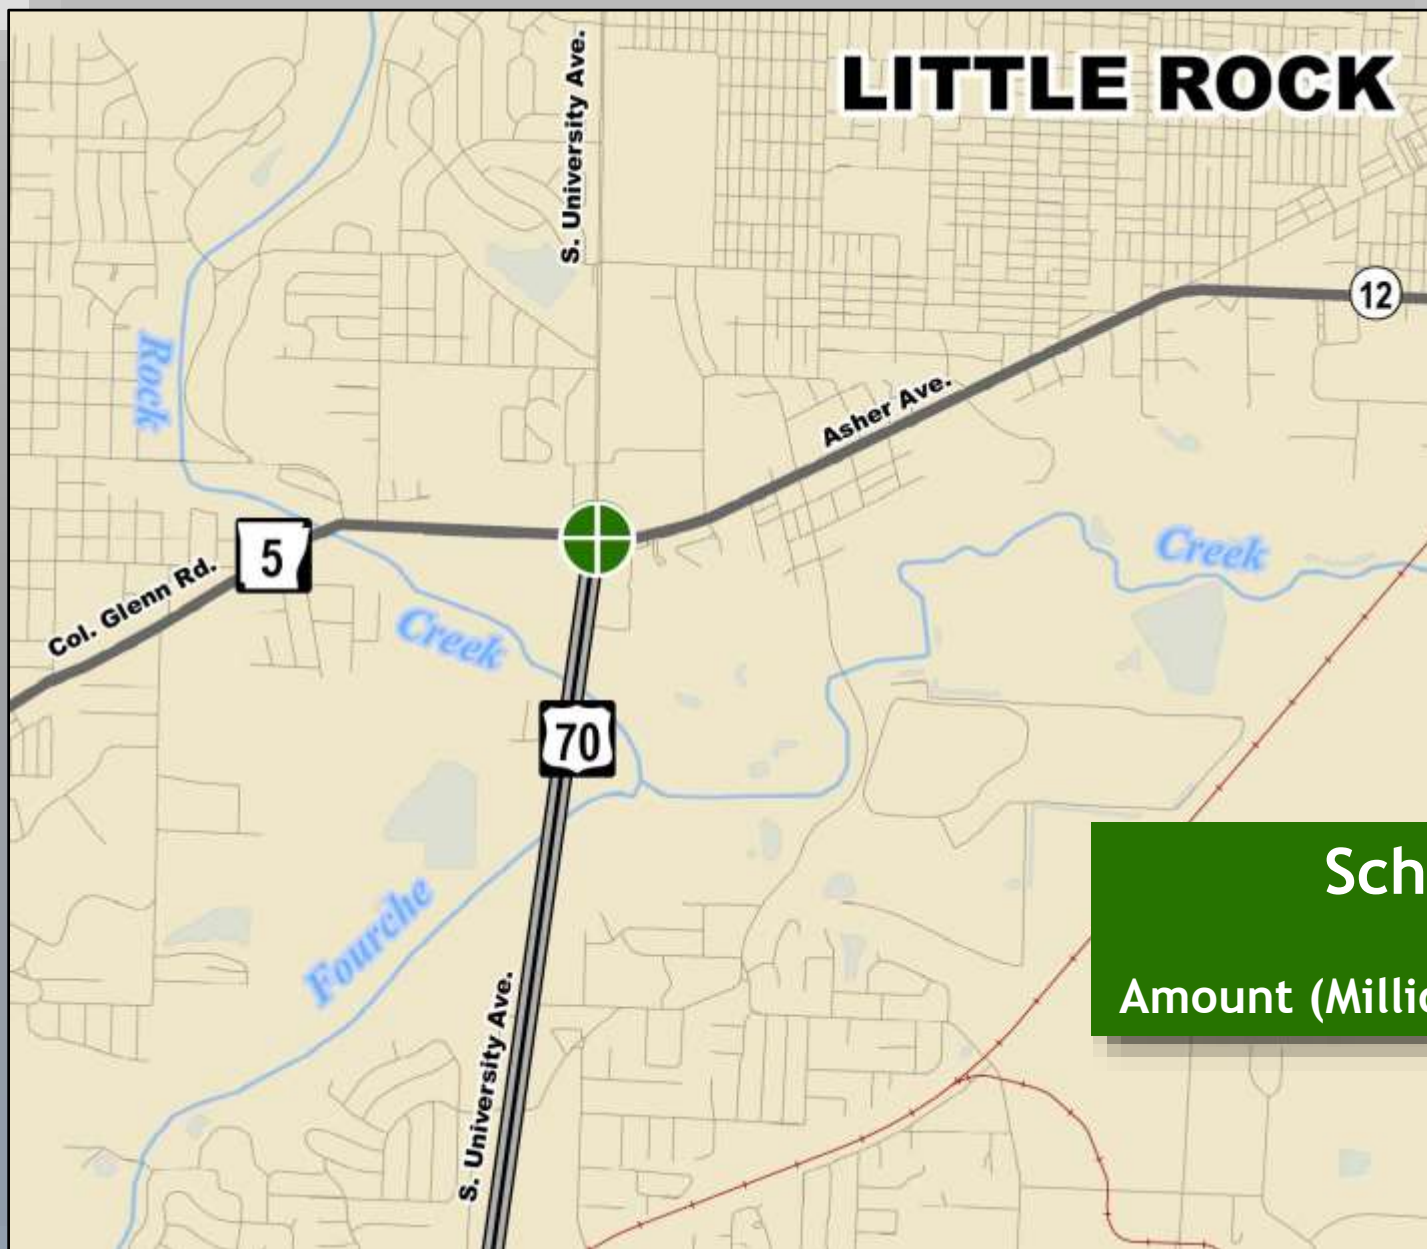 LITTLE ROCK
S. University Ave.
12
Rock
Asher Ave.
5
Creek
Col. Glenn Rd.
Creek
70
Sch
Fourche
Amount (Millio
S. University Ave.